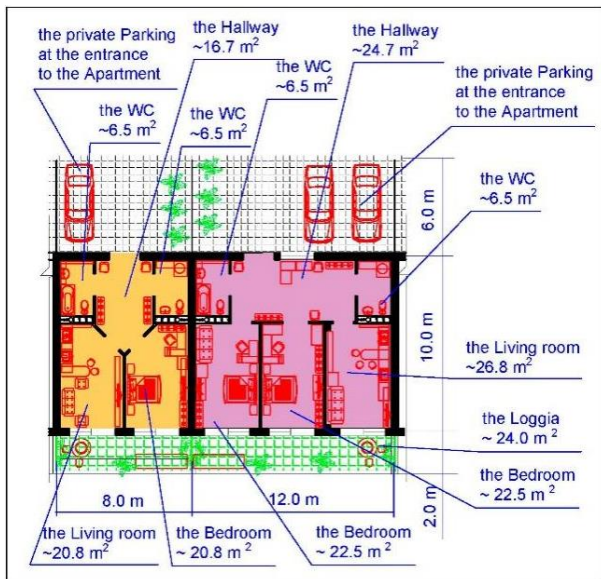 the private Parking
at the entrance
to the Apartment
the Hallway
~16.7 m²
the Hallway
~24.7 m²
the WC
~6.5 m²
the private Parking
at the entrance
to the Apartment
the WC
~6.5 m²
the WC
~6.5 m²
the WC
~6.5 m²
6.0 m
10.0 m
the Living room
~26.8 m²
the Loggia
~ 24.0 m²
the Bedroom
~ 22.5 m²
2.0 m
8.0 m
12.0 m
the Living room
~20.8 m²
the Bedroom
~ 20.8 m²
the Bedroom
~ 22.5 m²